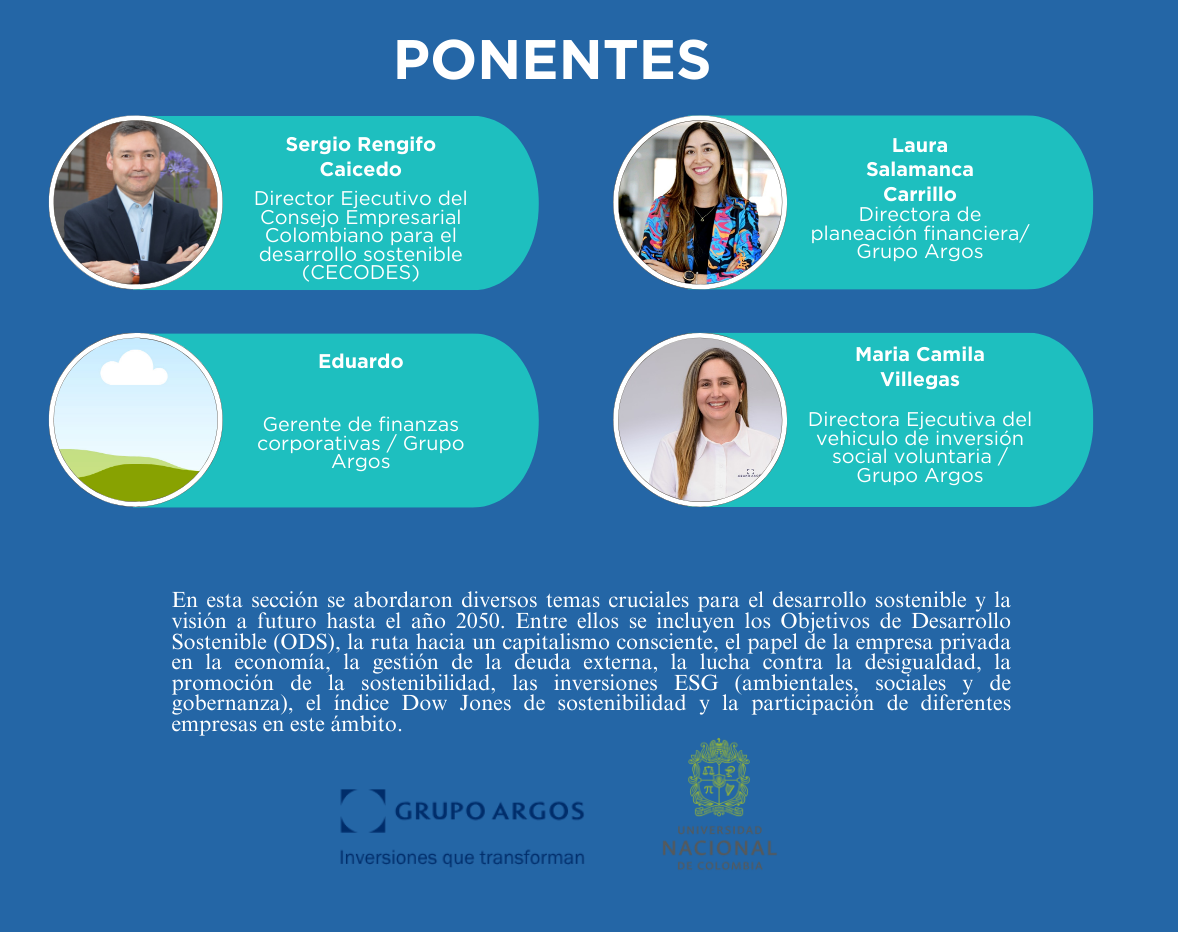 PONENTES
Sergio Rengifo
Caicedo
Director Ejecutivo del
Consejo Empresarial
Colombiano para el
desarrollo sostenible
(CECODES)
Laura
Salamanca
Carrillo
Directora de
planeación financiera/
Grupo Argos
Eduardo
Gerente de finanzas
corporativas / Grupo
Argos
Maria Camila
Villegas
Directora Ejecutiva del
vehiculo de inversión
social voluntaria /
Grupo Argos
En esta sección se abordaron diversos temas cruciales para el desarrollo sostenible y la
visión a futuro hasta el año 2050. Entre ellos se incluyen los Objetivos de Desarrollo
Sostenible (ODS), la ruta hacia un capitalismo consciente, el papel de la empresa privada
en la economía, la gestión de la deuda externa, la lucha contra la desigualdad, la
promoción de la sostenibilidad, las inversiones ESG (ambientales, sociales y de
gobernanza), el índice Dow Jones de sostenibilidad y la participación de diferentes
empresas en este ámbito.
GRUPO ARGOS
Inversiones que transforman
UNIVERSIDAD
NACIONAL
DE COLOMBIA